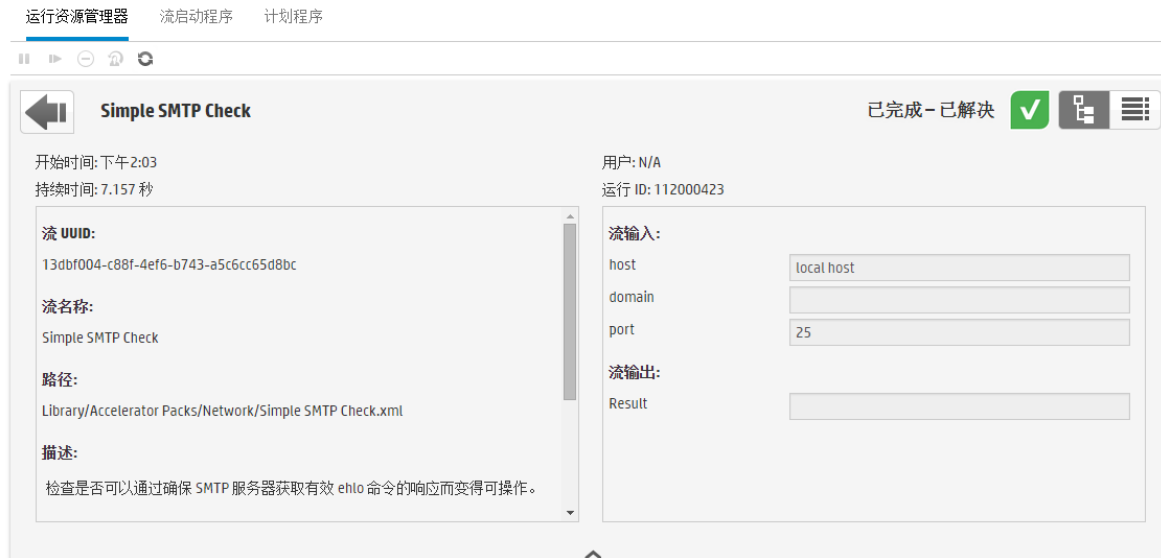 运行资源管理器 流启动程序 计划程序
Simple SMTP Check 已完成 – 已解决
开始时间: 下午2:03
持续时间: 7.157 秒
流 UUID:
13dbf004-c88f-4ef6-b743-a5c6cc65d8bc
流名称:
Simple SMTP Check
路径:
Library/Accelerator Packs/Network/Simple SMTP Check.xml
描述:
检查是否可以通过确保 SMTP 服务器获取有效 ehlo 命令的响应而变得可操作。
用户: N/A
运行 ID: 112000423
流输入:
host local host
domain
port 25
流输出:
Result